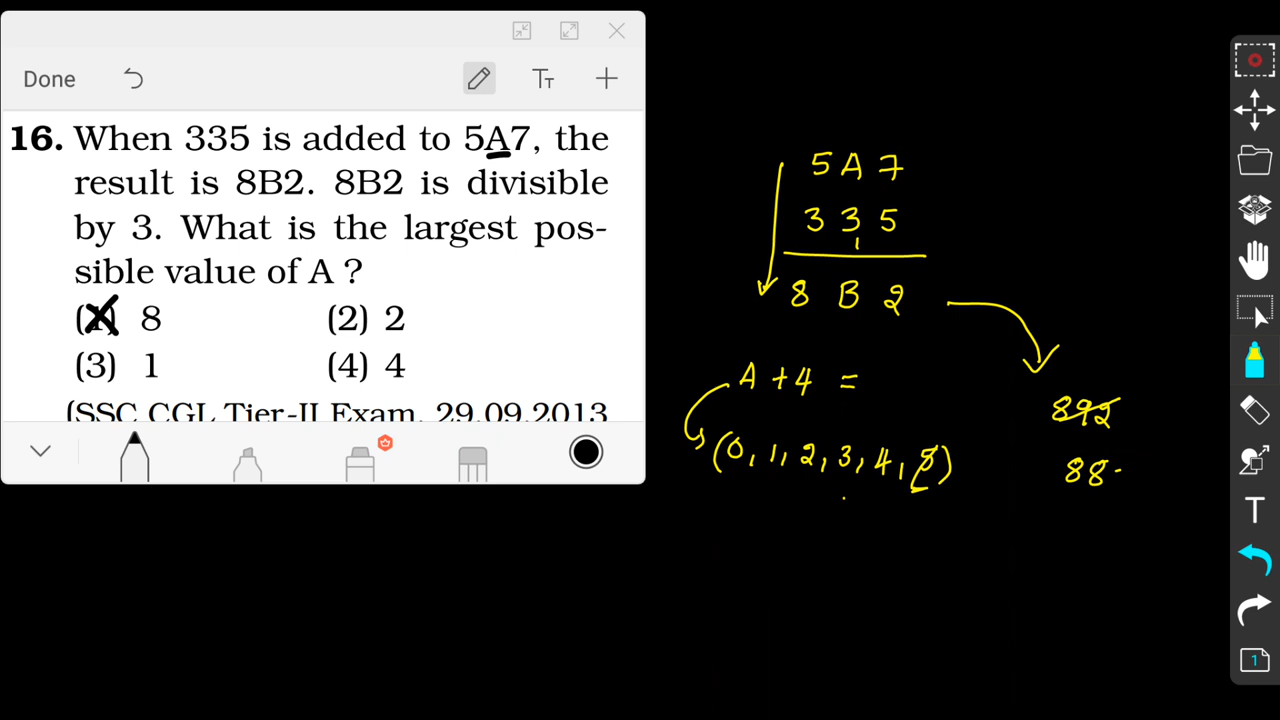 Done
Tт
16. When 335 is added to 5A7, the
result is 8B2. 8B2 is divisible
by 3. What is the largest pos-
sible value of A ?
(1) 8 (2) 2
(3) 1 (4) 4
(SSC CGL Tier-II Exam. 29.09.2013
5 A 7
3 3 5
1
8 B 2
A + 4 =
892
(0, 1, 2, 3, 4, 5)
88
T
1